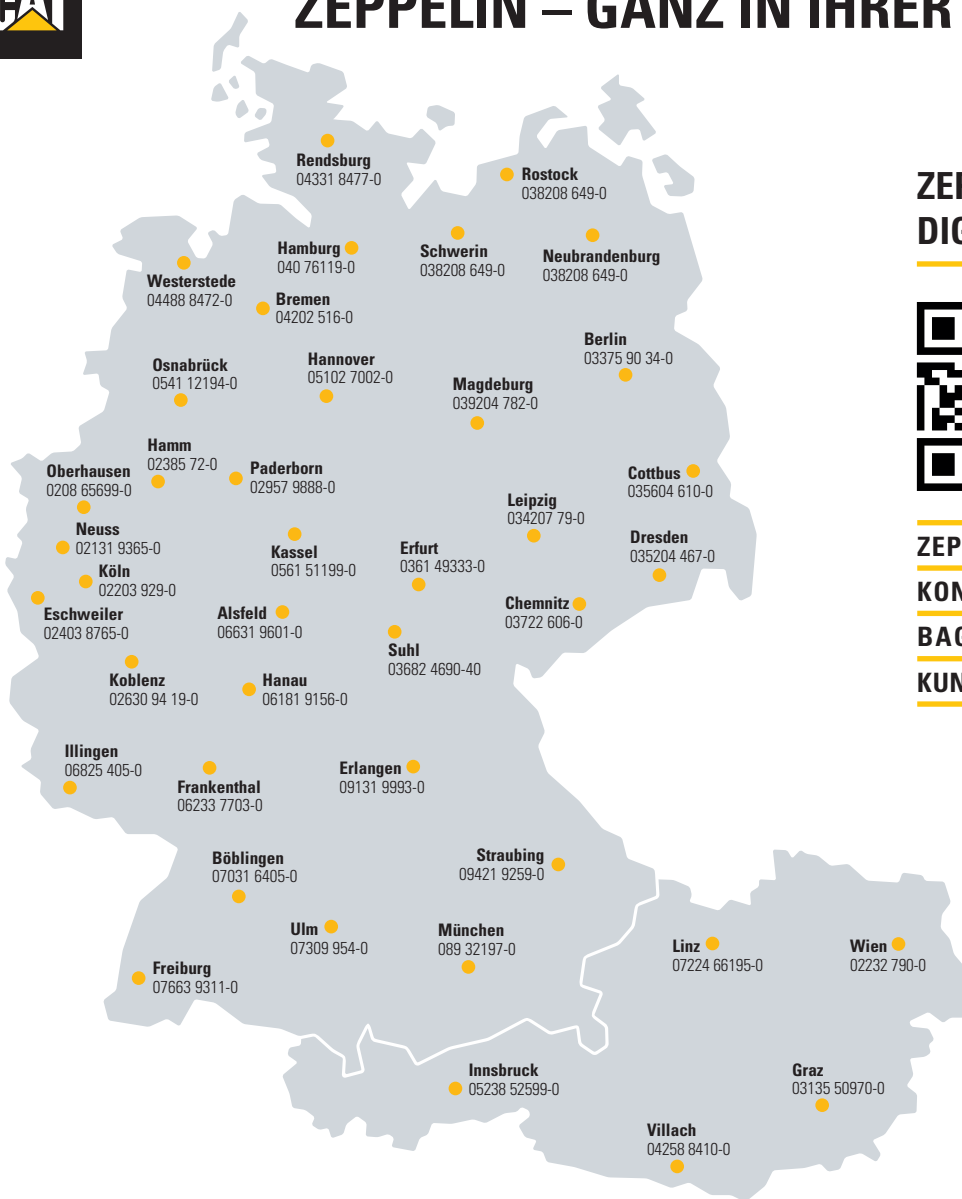 ZEPPELIN – GANZ IN IHRER
Rendsburg
04331 8477-0
Rostock
038208 649-0
Hamburg
040 76119-0
Schwerin
038208 649-0
Neubrandenburg
038208 649-0
Westerstede
04488 8472-0
Bremen
04202 516-0
Berlin
03375 90 34-0
Osnabrück
0541 12194-0
Hannover
05102 7002-0
Magdeburg
039204 782-0
Hamm
02385 72-0
Oberhausen
0208 65699-0
Paderborn
02957 9888-0
Cottbus
035604 610-0
Leipzig
034207 79-0
Neuss
02131 9365-0
Kassel
0561 51199-0
Erfurt
0361 49333-0
Dresden
035204 467-0
Köln
02203 929-0
Eschweiler
02403 8765-0
Alsfeld
06631 9601-0
Chemnitz
03722 606-0
Suhl
03682 4690-40
Koblenz
02630 94 19-0
Hanau
06181 9156-0
Illingen
06825 405-0
Frankenthal
06233 7703-0
Erlangen
09131 9993-0
Böblingen
07031 6405-0
Straubing
09421 9259-0
Ulm
07309 954-0
München
089 32197-0
Linz
07224 66195-0
Wien
02232 790-0
Freiburg
07663 9311-0
Innsbruck
05238 52599-0
Graz
03135 50970-0
Villach
04258 8410-0
ZEP
KON
KUN